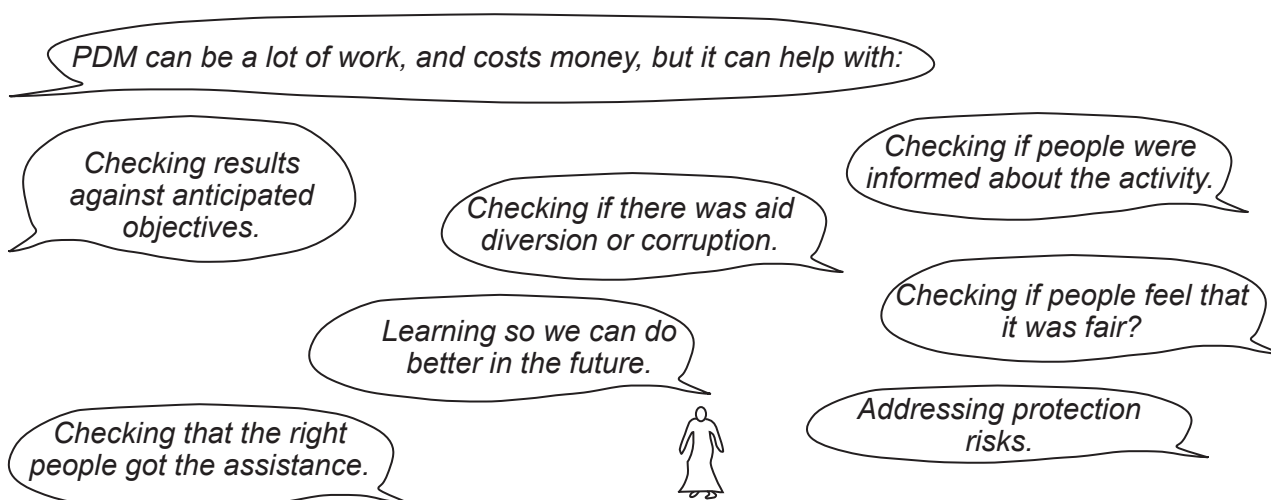 PDM can be a lot of work, and costs money, but it can help with:
Checking results
against anticipated
objectives.
Checking if there was aid
diversion or corruption.
Checking if people were
informed about the activity.
Checking if people feel that
it was fair?
Learning so we can do
better in the future.
Addressing protection
risks.
Checking that the right
people got the assistance.